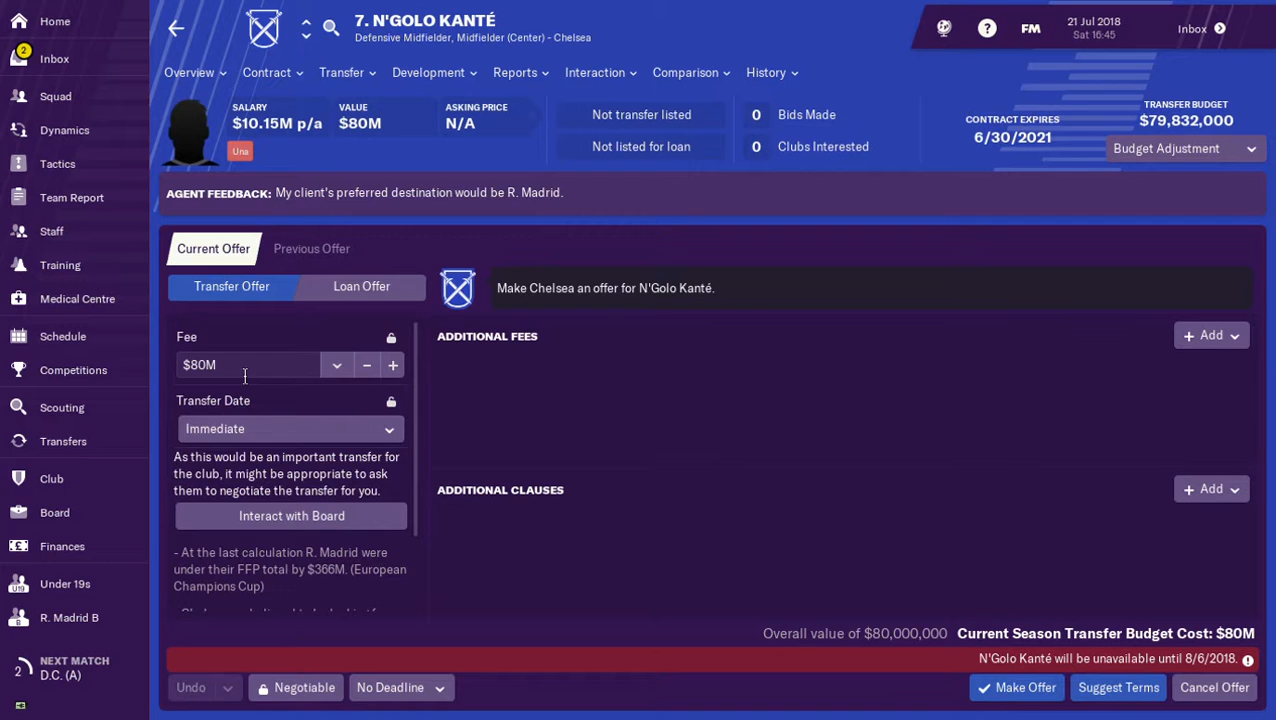 Home
2
Inbox
Squad
Dynamics
Tactics
Team Report
Staff
Training
Medical Centre
Schedule
Competitions
Scouting
Transfers
Club
Board
Finances
U19
Under 19s
B
R. Madrid B
2
NEXT MATCH
D.C. (A)
7. N'GOLO KANTÉ
Defensive Midfielder, Midfielder (Center) - Chelsea
? FM
21 Jul 2018
Sat 16:45
Inbox
Overview Contract Transfer Development Reports Interaction Comparison History
SALARY
$10.15M p/a
VALUE
$80M
ASKING PRICE
N/A
Una
Not transfer listed
Not listed for loan
0 Bids Made
0 Clubs Interested
CONTRACT EXPIRES
6/30/2021
TRANSFER BUDGET
$79,832,000
Budget Adjustment
AGENT FEEDBACK: My client's preferred destination would be R. Madrid.
Current Offer Previous Offer
Transfer Offer Loan Offer
Make Chelsea an offer for N'Golo Kanté.
Fee
$80M
Transfer Date
Immediate
As this would be an important transfer for
the club, it might be appropriate to ask
them to negotiate the transfer for you.
Interact with Board
- At the last calculation R. Madrid were
under their FFP total by $366M. (European
Champions Cup)
ADDITIONAL FEES
+ Add
ADDITIONAL CLAUSES
+ Add
Overall value of $80,000,000 Current Season Transfer Budget Cost: $80M
N'Golo Kanté will be unavailable until 8/6/2018.
Undo Negotiable No Deadline Make Offer Suggest Terms Cancel Offer